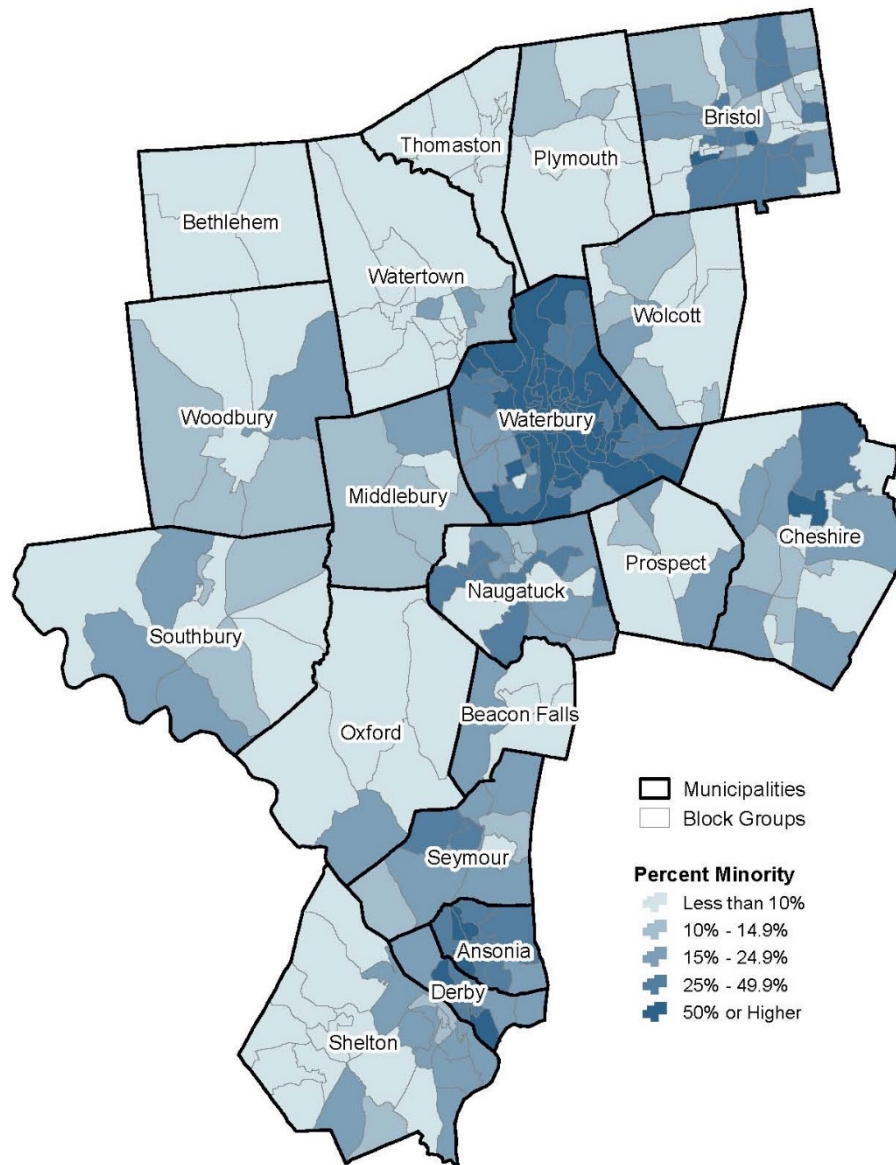 Bristol
Thomaston
Plymouth
Bethlehem
Watertown
Wolcott
Woodbury
Waterbury
Middlebury
Cheshire
Prospect
Naugatuck
Southbury
Beacon Falls
Oxford
Municipalities
Block Groups
Seymour
Percent Minority
Less than 10%
10% - 14.9%
15% - 24.9%
25% - 49.9%
50% or Higher
Ansonia
Derby
Shelton